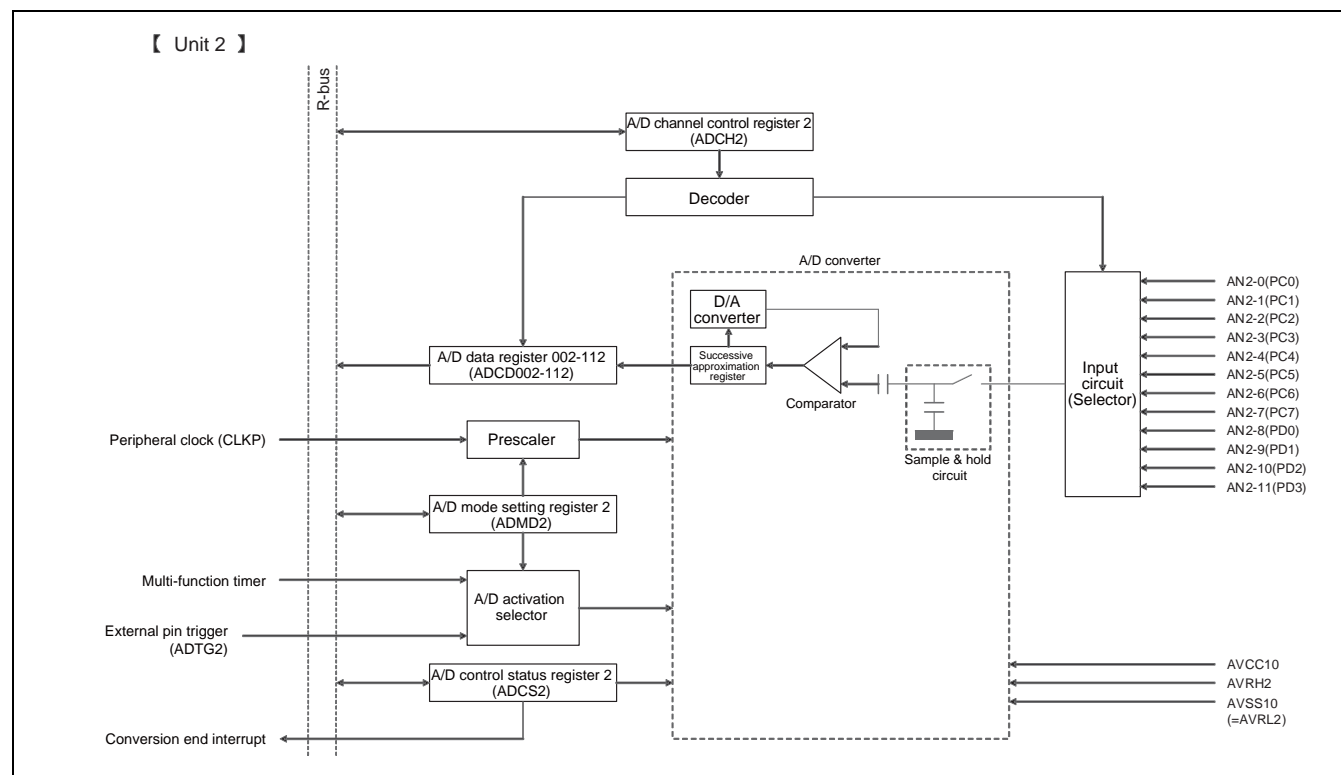 【 Unit 2 】
R-bus
A/D channel control register 2
(ADCH2)
Decoder
A/D converter
D/A
converter
A/D data register 002-112
(ADCD002-112)
Successive
approximation
register
Comparator
Sample & hold
circuit
Input
circuit
(Selector)
AN2-0(PC0)
AN2-1(PC1)
AN2-2(PC2)
AN2-3(PC3)
AN2-4(PC4)
AN2-5(PC5)
AN2-6(PC6)
AN2-7(PC7)
AN2-8(PD0)
AN2-9(PD1)
AN2-10(PD2)
AN2-11(PD3)
Peripheral clock (CLKP)
Prescaler
A/D mode setting register 2
(ADMD2)
Multi-function timer
A/D activation
selector
External pin trigger
(ADTG2)
A/D control status register 2
(ADCS2)
Conversion end interrupt
AVCC10
AVRH2
AVSS10
(=AVRL2)